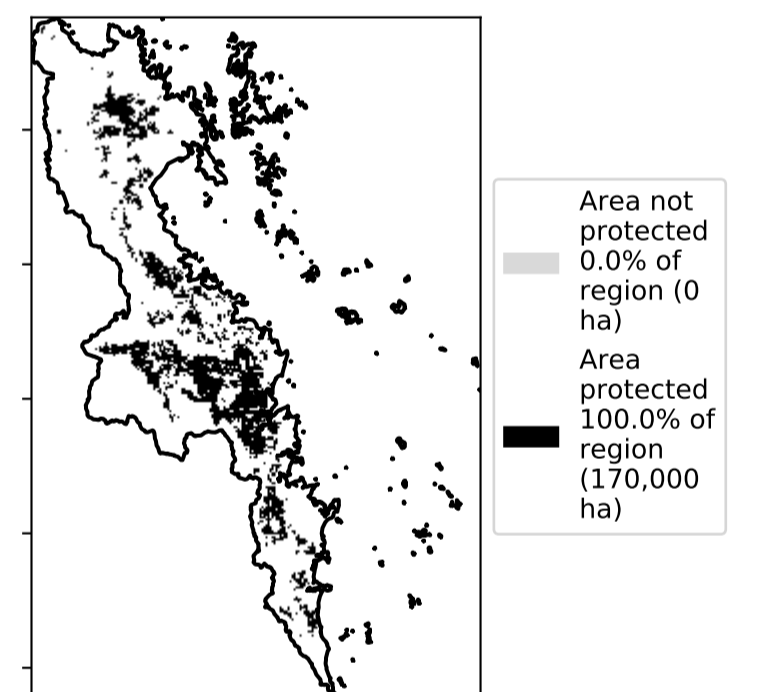 Area not
protected
0.0% of
region (0
ha)
Area
protected
100.0% of
region
(170,000
ha)